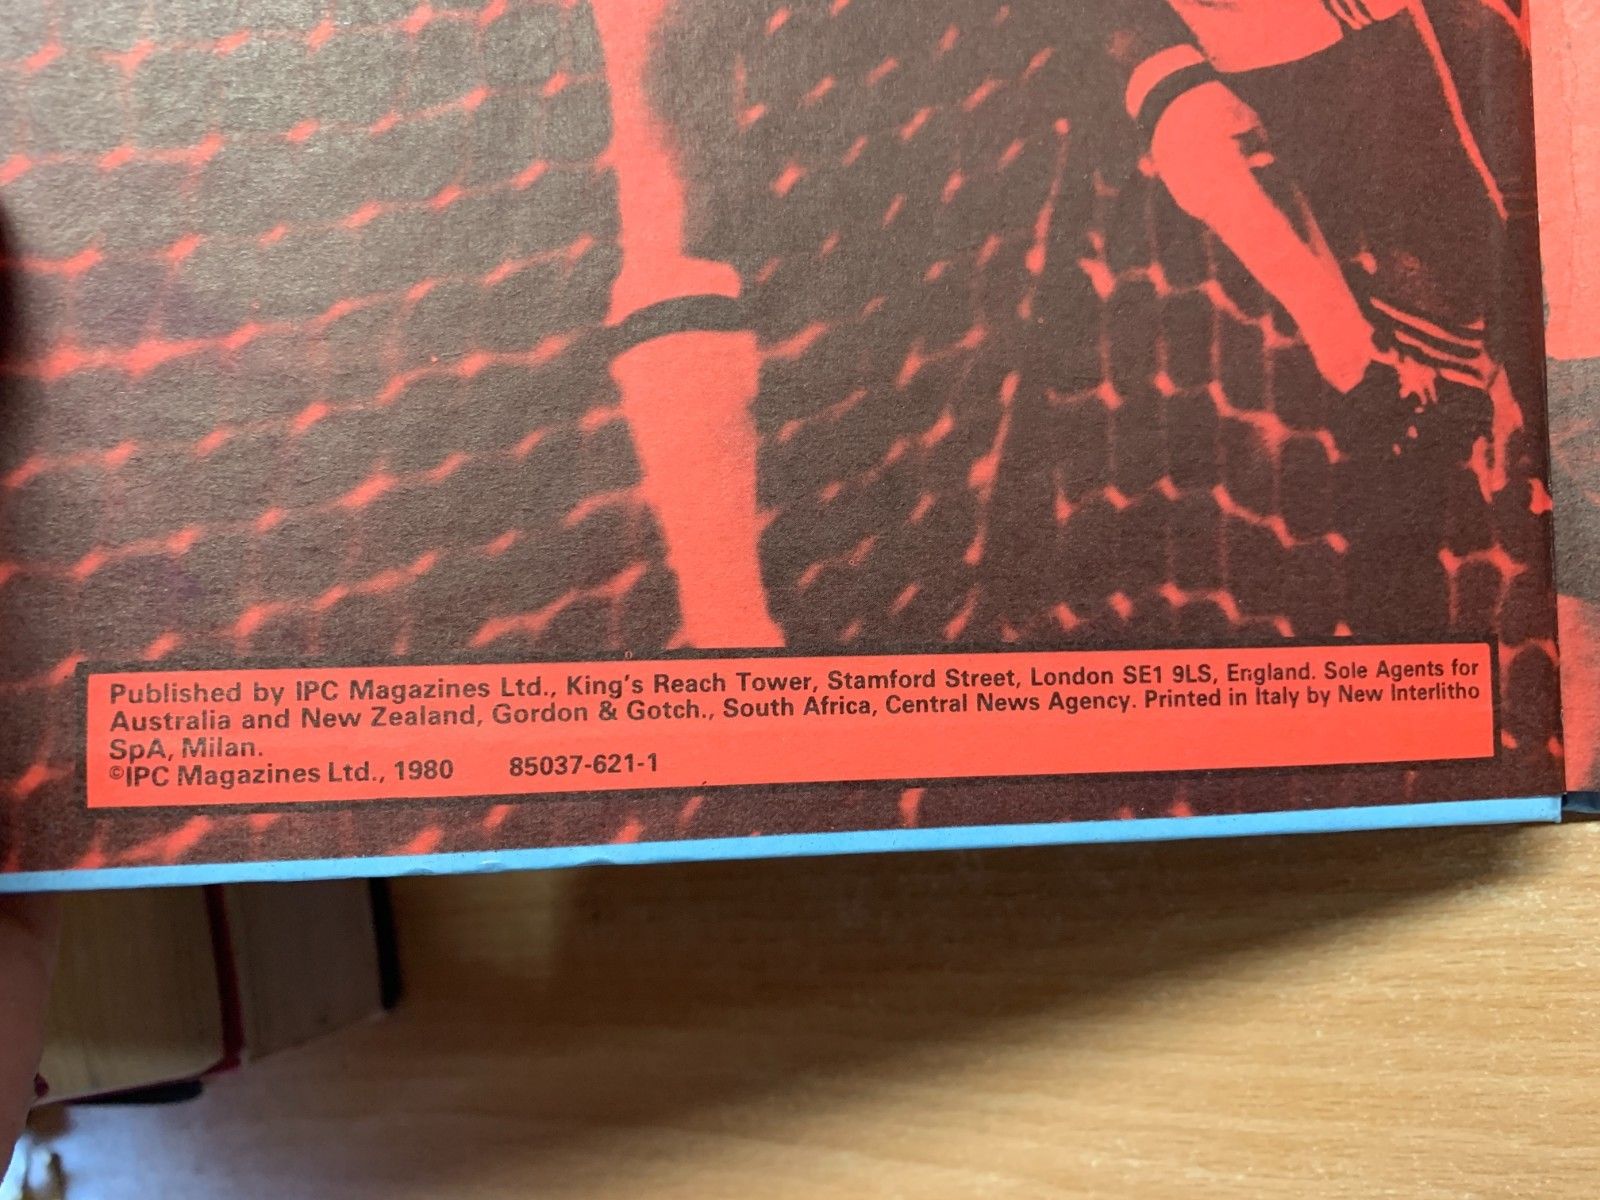 Published by IPC Magazines Ltd., King's Reach Tower, Stamford Street, London SE1 9LS, England. Sole Agents for
Australia and New Zealand, Gordon & Gotch., South Africa, Central News Agency. Printed in Italy by New Interlitho
SpA, Milan.
©IPC Magazines Ltd., 1980 85037-621-1